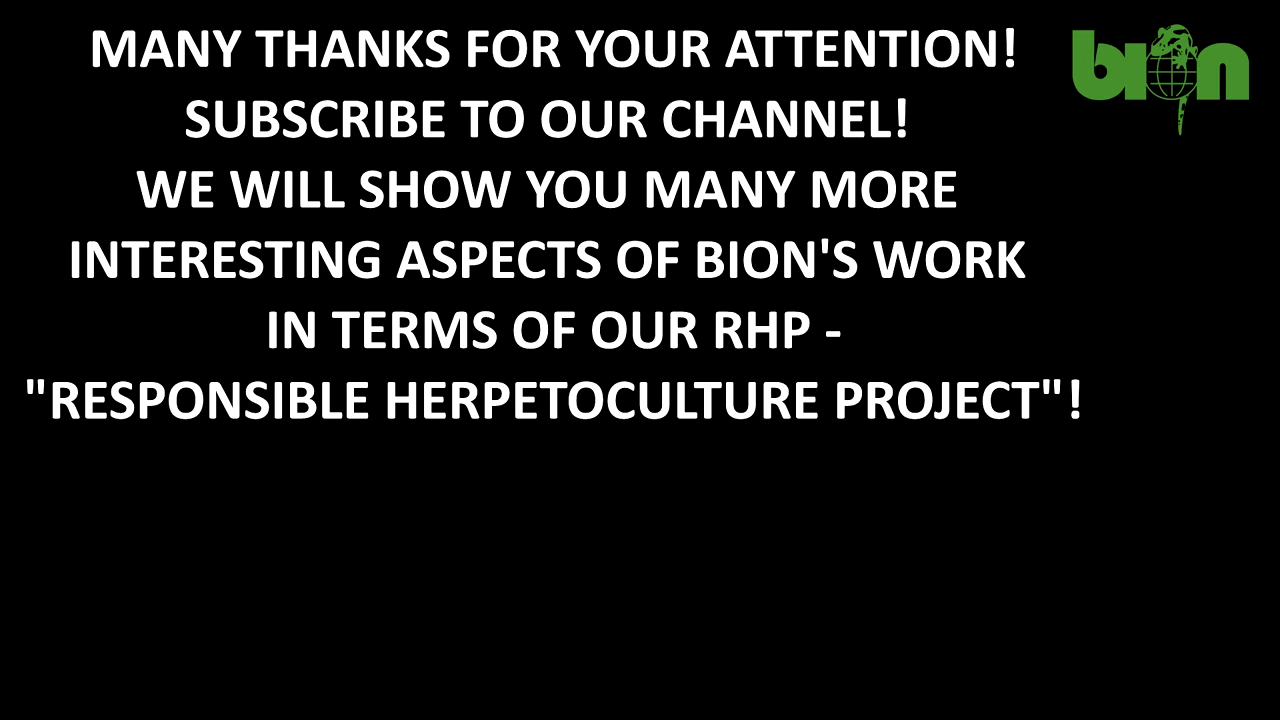 MANY THANKS FOR YOUR ATTENTION!
SUBSCRIBE TO OUR CHANNEL!
WE WILL SHOW YOU MANY MORE
INTERESTING ASPECTS OF BION'S WORK
IN TERMS OF OUR RHP -
"RESPONSIBLE HERPETOCULTURE PROJECT"!
bion